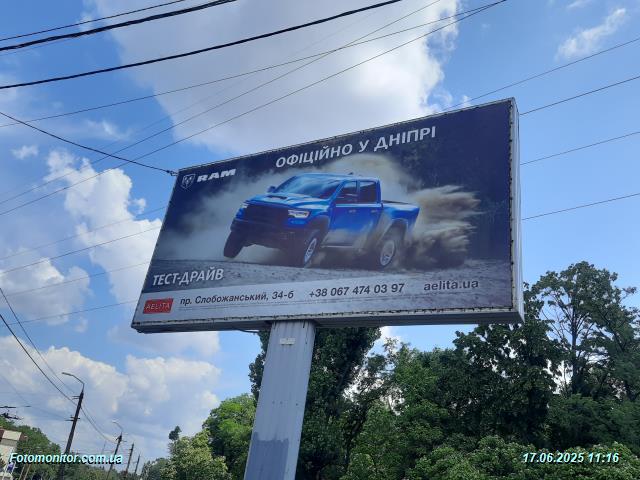 ОФІЦІЙНО У ДНІПРІ
RAM
ТЕСТ-ДРАЙВ
AELITA
пр. Слобожанський, 34-б +38 067 474 03 97 aelita.ua
Fotomonitor.com.ua
17.06.2025 11:16